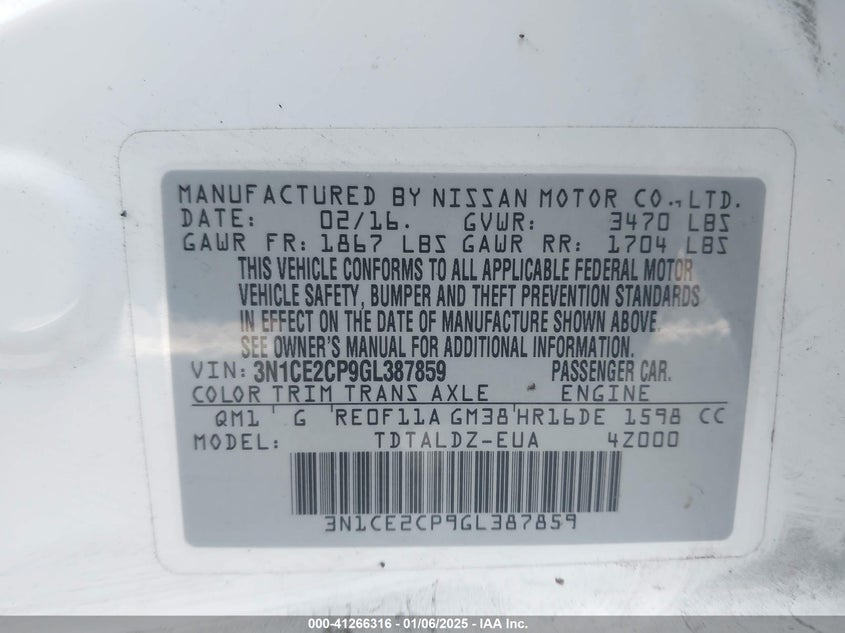 MANUFACTURED BY NISSAN MOTOR CO., LTD.
DATE: 02/16. GVWR: 3470 LBS
GAWR FR: 1867 LBS GAWR RR: 1704 LBS
THIS VEHICLE CONFORMS TO ALL APPLICABLE FEDERAL MOTOR
VEHICLE SAFETY, BUMPER AND THEFT PREVENTION STANDARDS
IN EFFECT ON THE DATE OF MANUFACTURE SHOWN ABOVE.
SEE OWNER'S MANUAL FOR ADDITIONAL INFORMATION.
VIN: 3N1CE2CP9GL387859 PASSENGER CAR.
COLOR TRIM TRANS AXLE ENGINE
QM1 G RE0F11A GM38 HR16DE 1598 CC
MODEL: TDTALDZ-EUA 4Z000
3N1CE2CP9GL387859
000-41266316 - 01/06/2025 - IAA Inc.